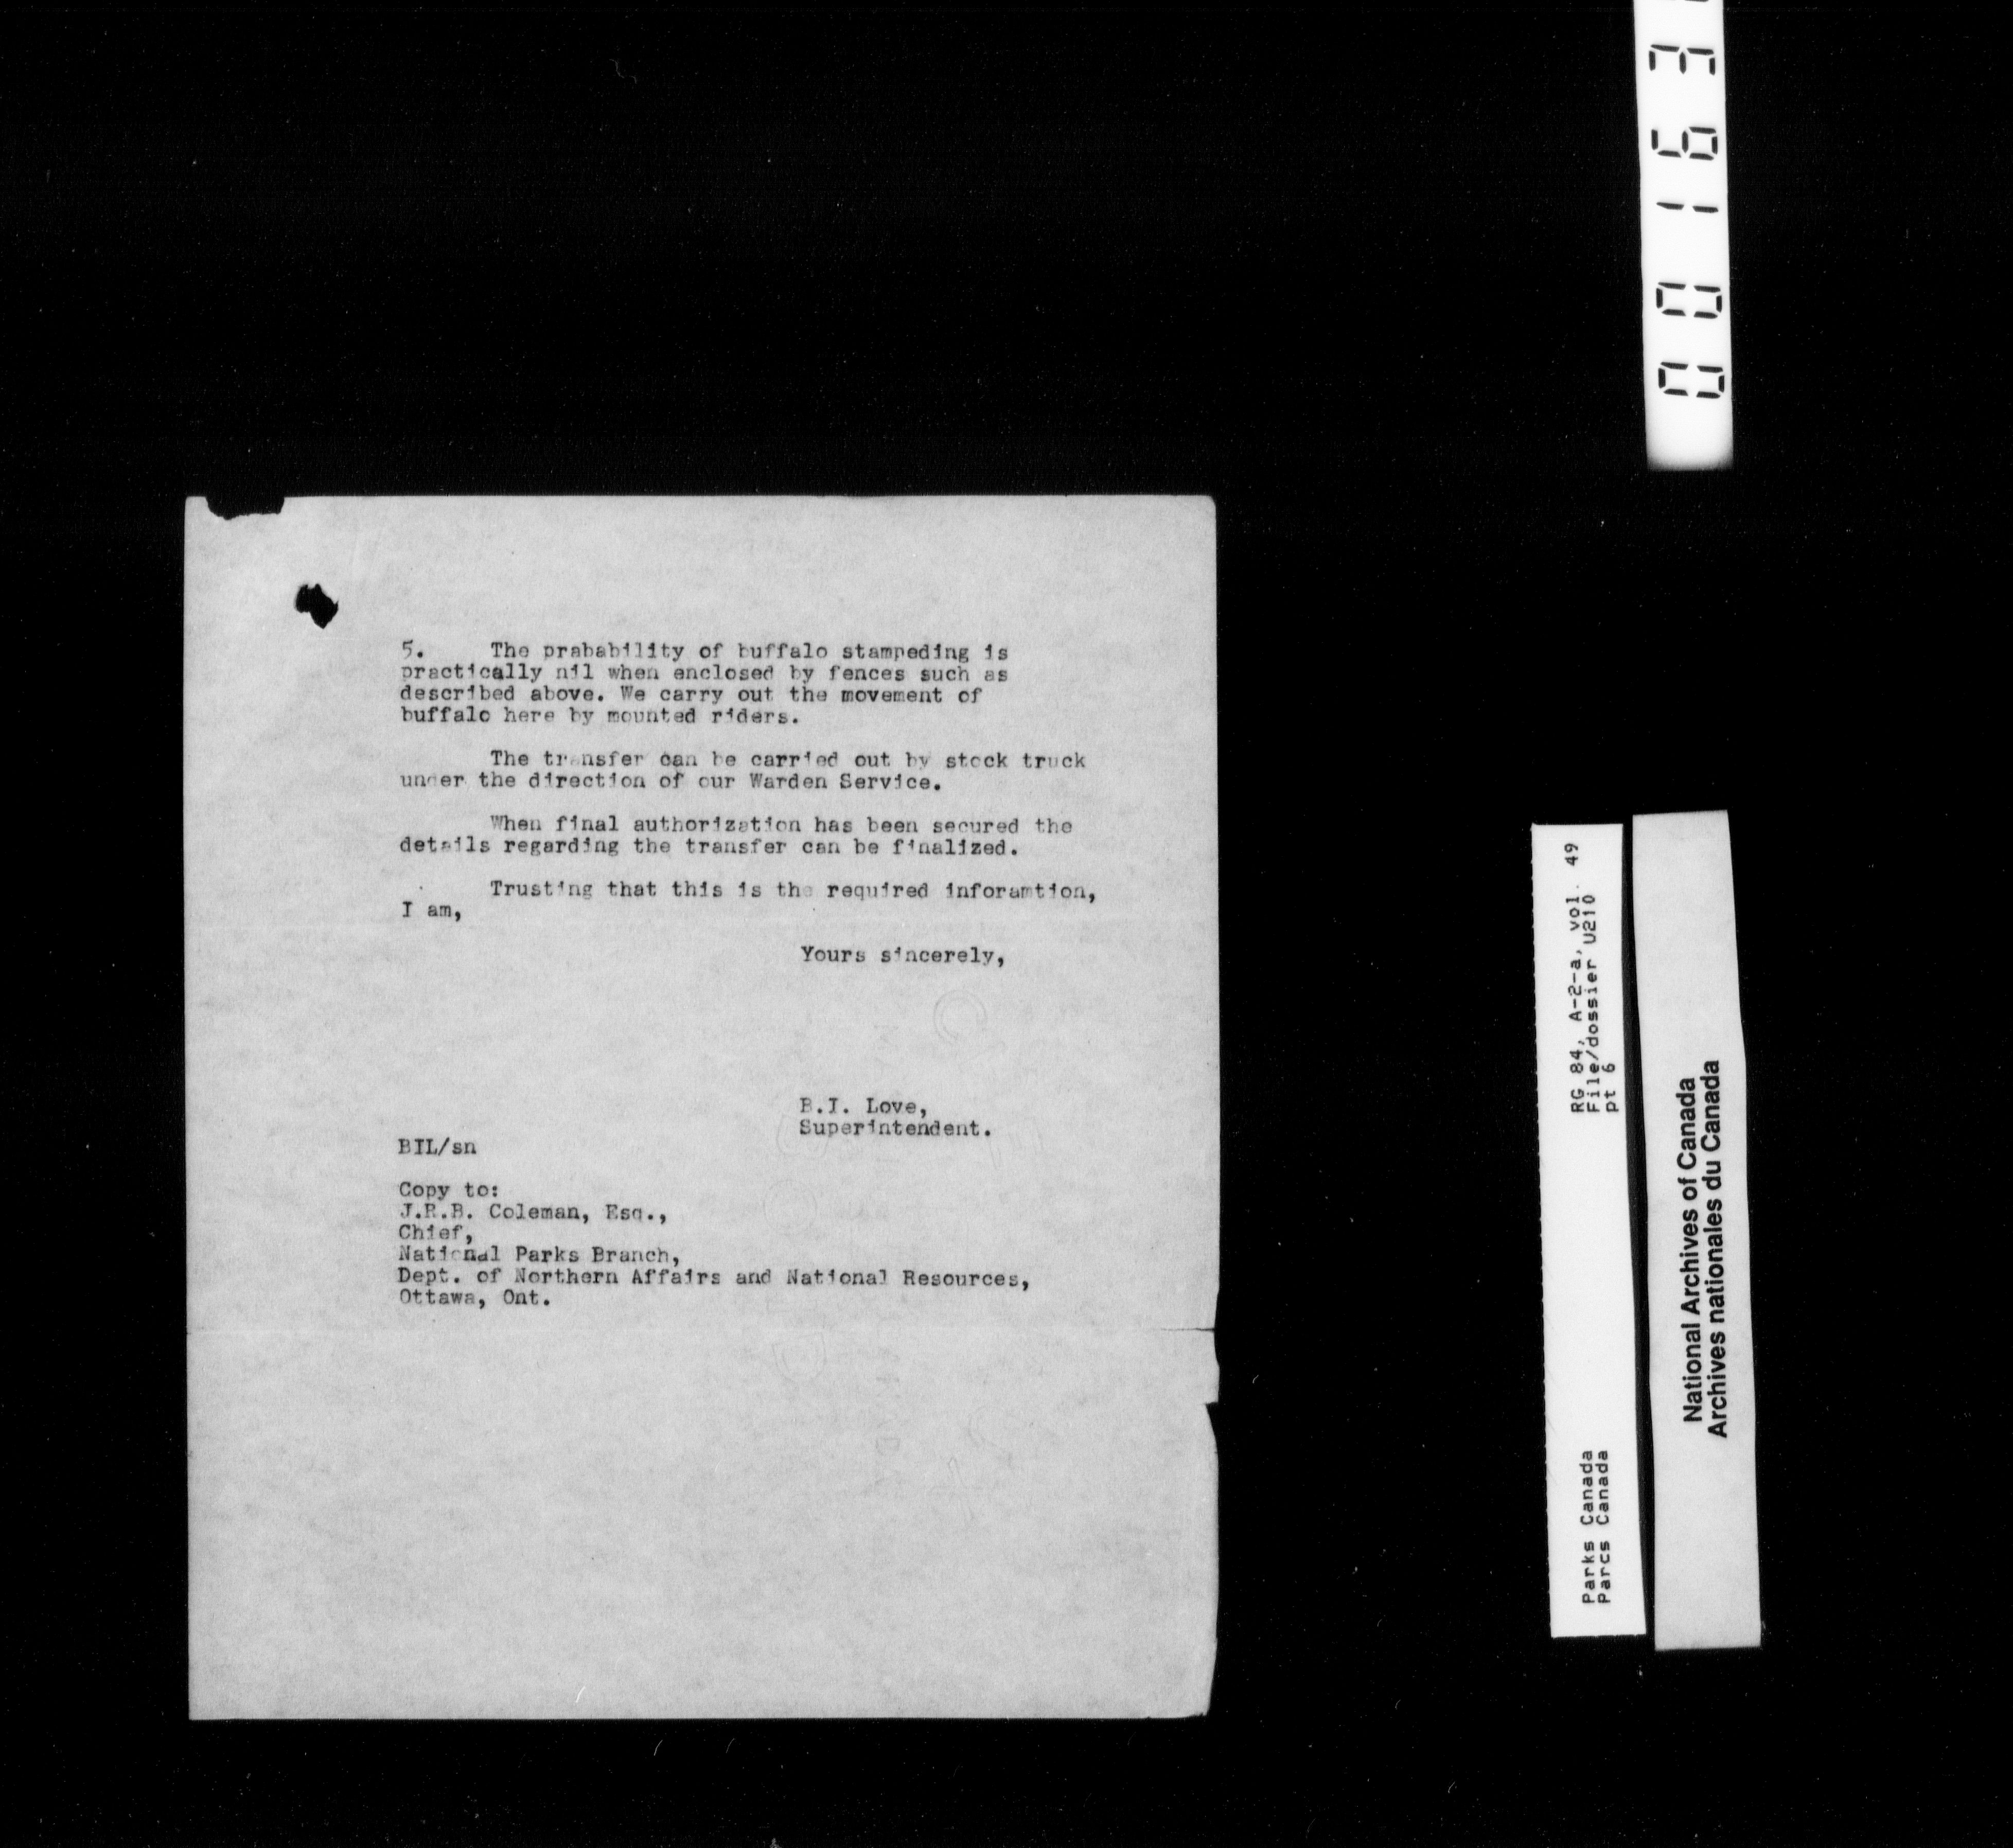 5. The prabability of buffalo stampeding is
practically nil when enclosed by fences such as
described above. We carry out the movement of
buffalo here by mounted riders.
The transfer can be carried out by stock truck
under the direction of our Warden Service.
When final authorization has been secured the
details regarding the transfer can be finalized.
Trusting that this is the required inforamtion,
I am,
Yours sincerely,
B.I. Love,
Superintendent.
BIL/sn
Copy to:
J.R.B. Coleman, Esq.,
Chief,
National Parks Branch,
Dept. of Northern Affairs and National Resources,
Ottawa, Ont.
00163
RG 84, A-2-a, vol. 49
File/dossier U210
pt 6
Parks Canada
Parcs Canada
National Archives of Canada
Archives nationales du Canada